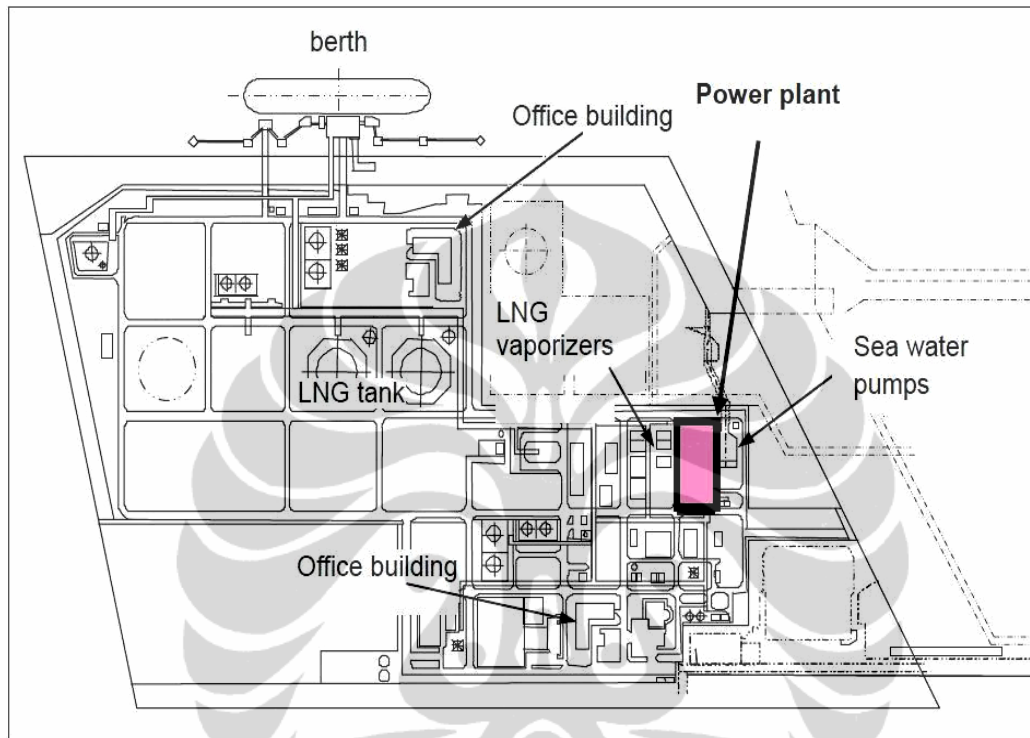 berth
Office building
Power plant
LNG
vaporizers
Sea water
pumps
LNG tank
Office building